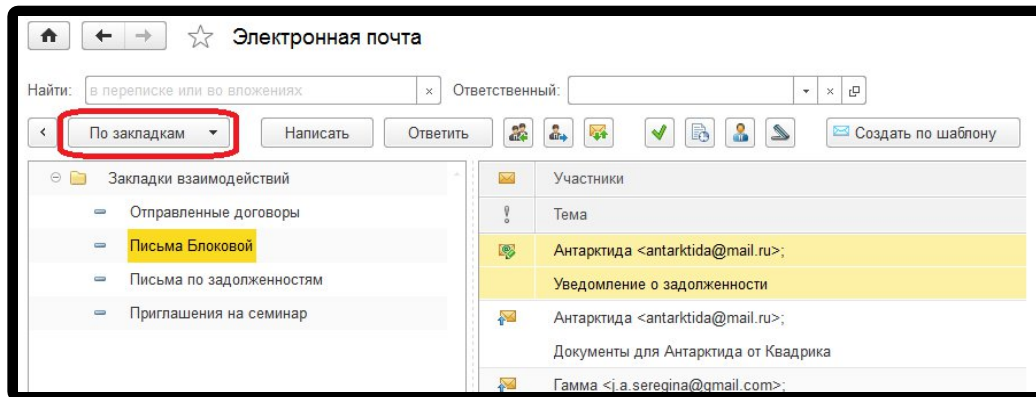 Электронная почта
Найти: в переписке или во вложениях × Ответственный: ×
По закладкам Написать Ответить Создать по шаблону
Закладки взаимодействий
Отправленные договоры
Письма Блоковой
Письма по задолженностям
Приглашения на семинар
Участники
Тема
Антарктида <antarktida@mail.ru>;
Уведомление о задолженности
Антарктида <antarktida@mail.ru>;
Документы для Антарктида от Квадрика
Гамма <j.a.seregina@gmail.com>;